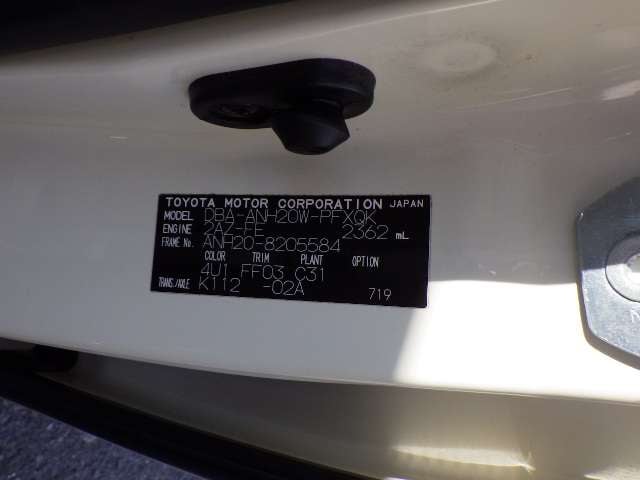 TOYOTA MOTOR CORPORATION JAPAN
MODEL DBA-ANH20W-PFXQK
ENGINE 2AZ-FE 2362 mL
FRAME No. ANH20-8205584
COLOR TRIM PLANT OPTION
4U1 FF03 C31
TRANS./AXLE K112 -02A 719